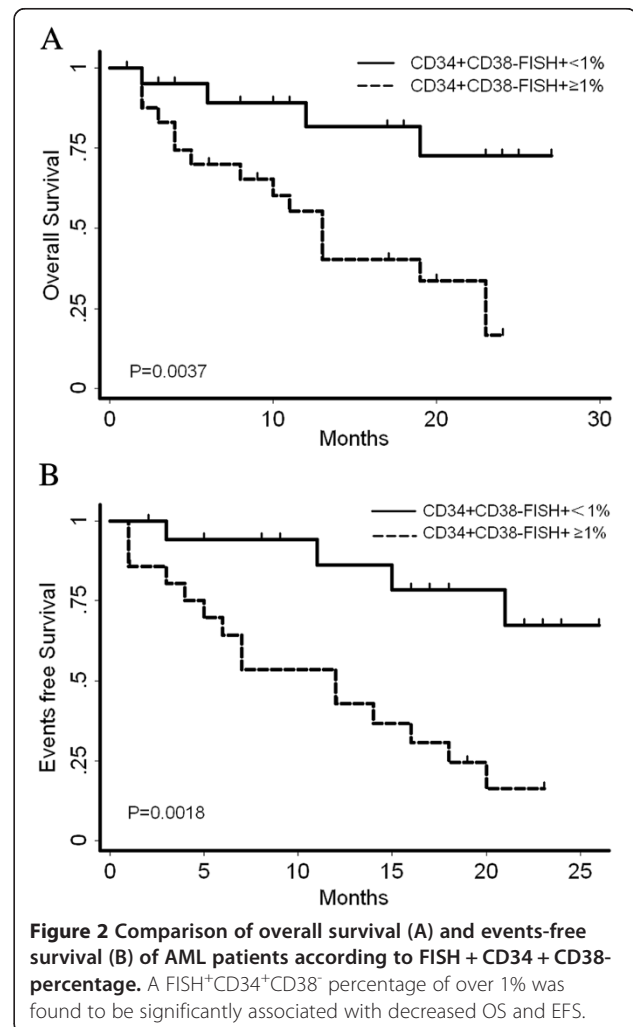 A
CD34+CD38-FISH+<1%
CD34+CD38-FISH+≥1%
Overall Survival
1
.75
.5
.25
0
P=0.0037
0 10 20 30
Months
B
CD34+CD38-FISH+<1%
CD34+CD38-FISH+≥1%
Events free Survival
1
.75
.5
.25
0
P=0.0018
0 5 10 15 20 25
Months
Figure 2 Comparison of overall survival (A) and events-free
survival (B) of AML patients according to FISH + CD34 + CD38-
percentage. A FISH⁺CD34⁺CD38⁻ percentage of over 1% was
found to be significantly associated with decreased OS and EFS.